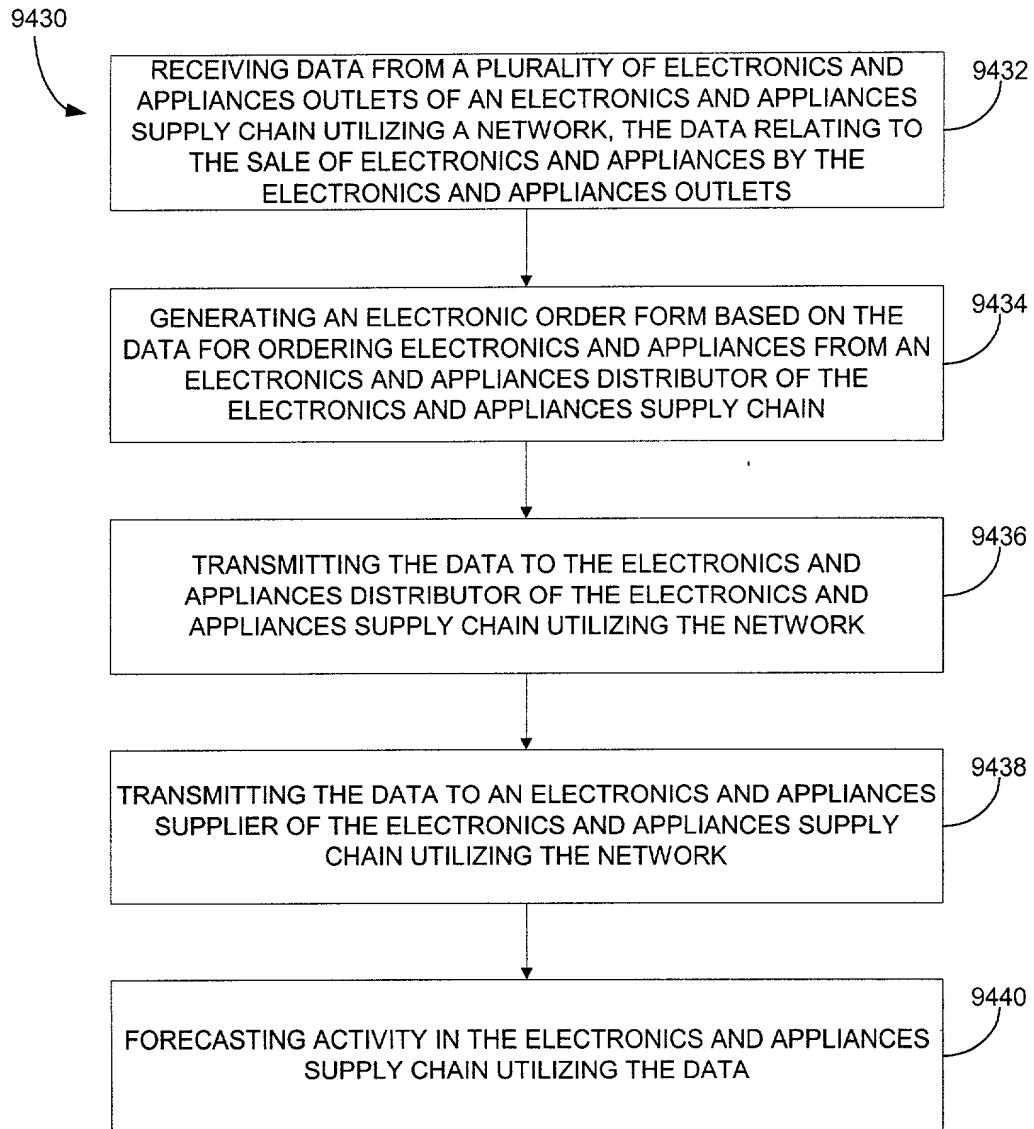 9430
RECEIVING DATA FROM A PLURALITY OF ELECTRONICS AND
APPLIANCES OUTLETS OF AN ELECTRONICS AND APPLIANCES
SUPPLY CHAIN UTILIZING A NETWORK, THE DATA RELATING TO
THE SALE OF ELECTRONICS AND APPLIANCES BY THE
ELECTRONICS AND APPLIANCES OUTLETS
9432
GENERATING AN ELECTRONIC ORDER FORM BASED ON THE
DATA FOR ORDERING ELECTRONICS AND APPLIANCES FROM AN
ELECTRONICS AND APPLIANCES DISTRIBUTOR OF THE
ELECTRONICS AND APPLIANCES SUPPLY CHAIN
9434
TRANSMITTING THE DATA TO THE ELECTRONICS AND
APPLIANCES DISTRIBUTOR OF THE ELECTRONICS AND
APPLIANCES SUPPLY CHAIN UTILIZING THE NETWORK
9436
TRANSMITTING THE DATA TO AN ELECTRONICS AND APPLIANCES
SUPPLIER OF THE ELECTRONICS AND APPLIANCES SUPPLY
CHAIN UTILIZING THE NETWORK
9438
FORECASTING ACTIVITY IN THE ELECTRONICS AND APPLIANCES
SUPPLY CHAIN UTILIZING THE DATA
9440